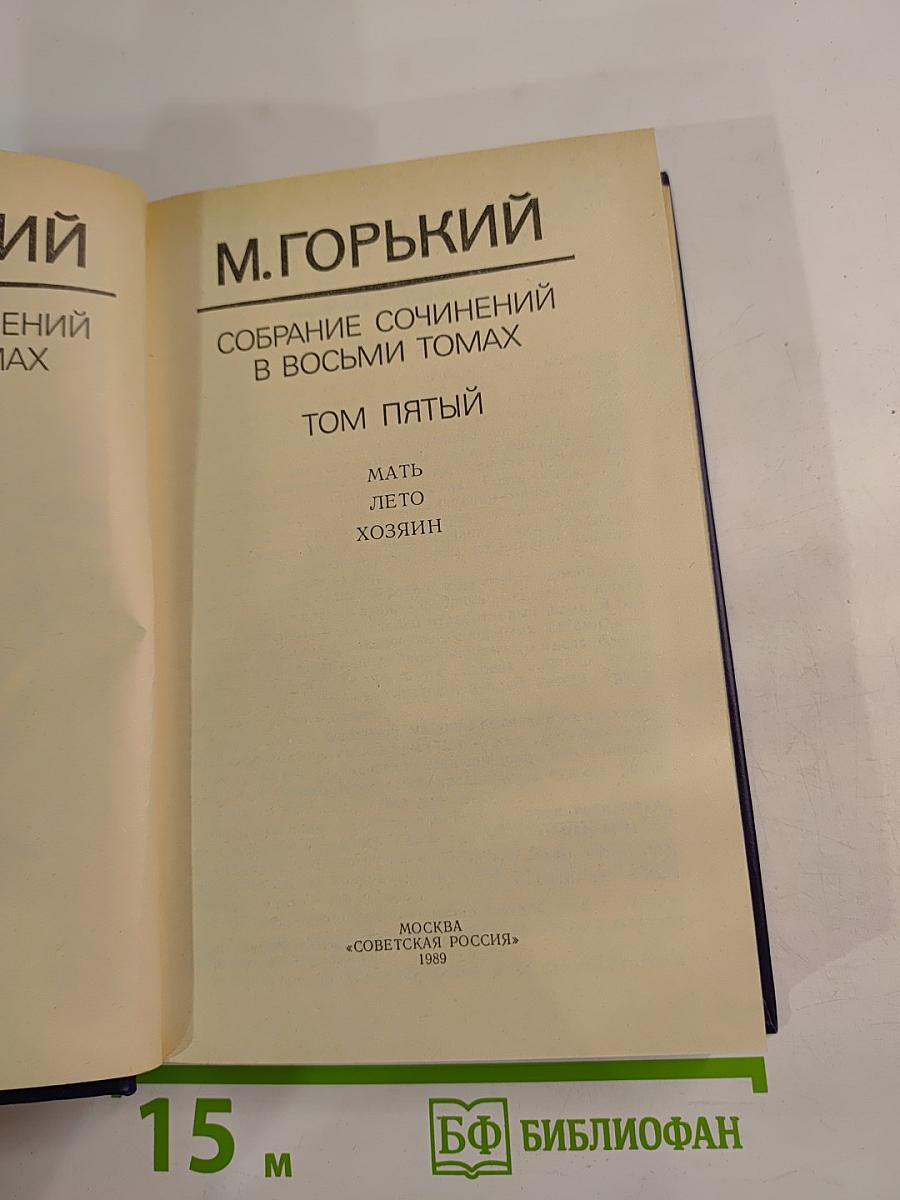 ИЙ
ЕНИЙ
МАХ
М.ГОРЬКИЙ
СОБРАНИЕ СОЧИНЕНИЙ
В ВОСЬМИ ТОМАХ
ТОМ ПЯТЫЙ
МАТЬ
ЛЕТО
ХОЗЯИН
МОСКВА
«СОВЕТСКАЯ РОССИЯ»
1989
15 м
БФ БИБЛИОФАН